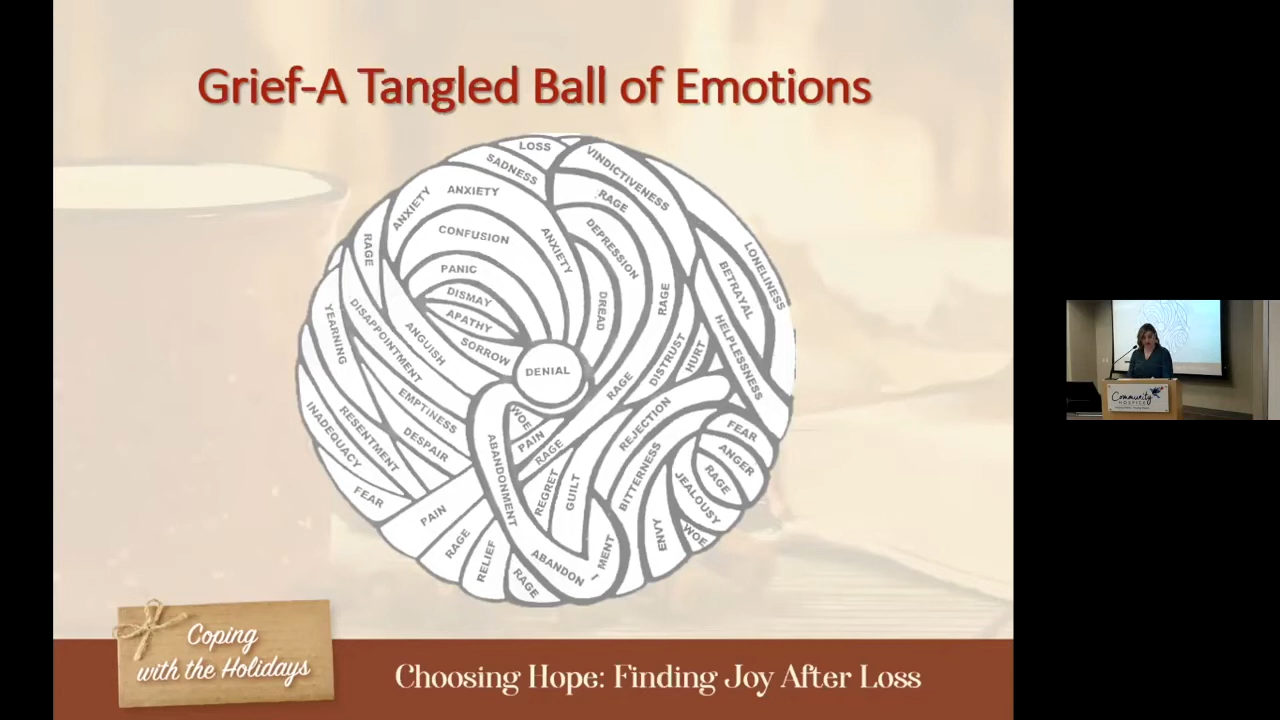 Grief-A Tangled Ball of Emotions
LOSS
SADNESS
VINDICTIVENESS
ANXIETY
ANXIETY
RAGE
RAGE
CONFUSION
ANXIETY
DEPRESSION
LONELINESS
BETRAYAL
PANIC
DISMAY
APATHY
DREAD
RAGE
YEARNING
DISAPPOINTMENT
ANGUISH
SORROW
DISTRUST
HURT
HELPLESSNESS
DENIAL
RAGE
EMPTINESS
WOE
REJECTION
INADEQUACY
RESENTMENT
DESPAIR
PAIN
RAGE
FEAR
ANGER
RAGE
JEALOUSY
ABANDONMENT
REGRET
GUILT
BITTERNESS
FEAR
PAIN
RAGE
RELIEF
RAGE
ABANDON
-
MENT
ENVY
WOE
Coping
with the Holidays
Choosing Hope: Finding Joy After Loss
Community
HOSPICE